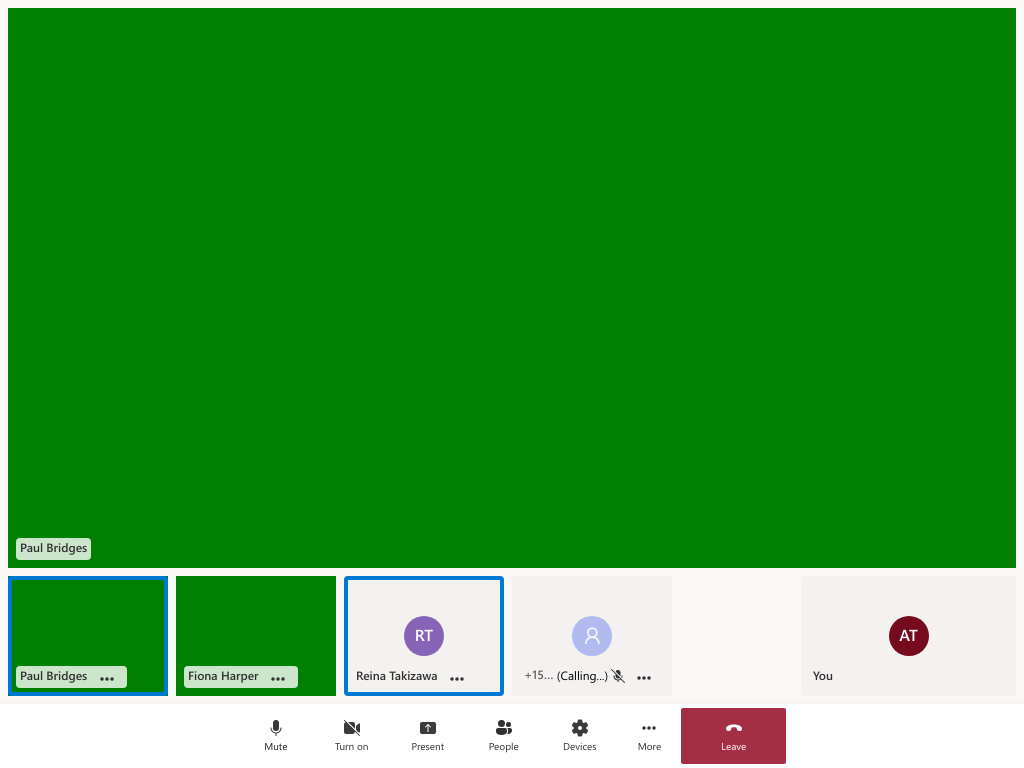 Paul Bridges
Paul Bridges
Fiona Harper
RT
Reina Takizawa
+15... (Calling...)
AT
You
Mute
Turn on
Present
People
Devices
More
Leave